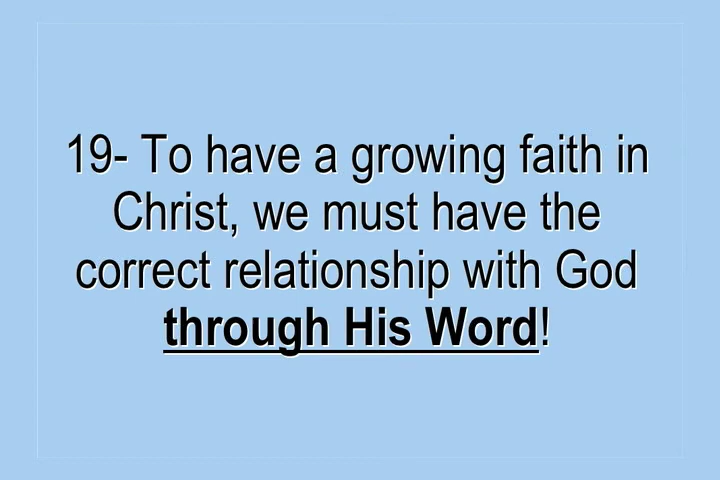 19- To have a growing faith in
Christ, we must have the
correct relationship with God
through His Word!